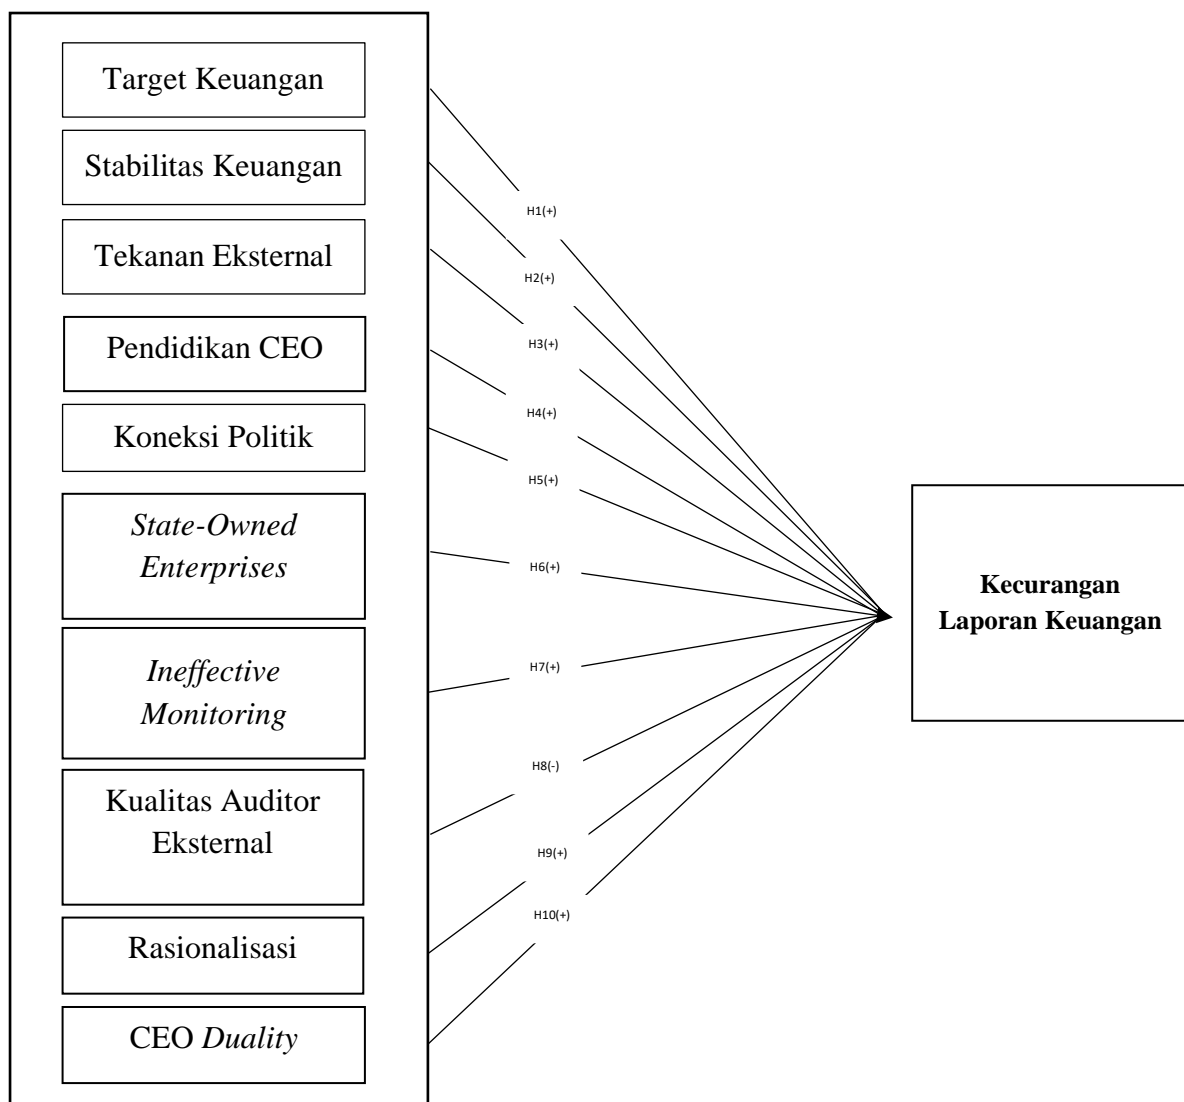 Target Keuangan
Stabilitas Keuangan
Tekanan Eksternal
Pendidikan CEO
Koneksi Politik
State-Owned
Enterprises
Ineffective
Monitoring
Kualitas Auditor
Eksternal
Rasionalisasi
CEO Duality
H1(+)
H2(+)
H3(+)
H4(+)
H5(+)
H6(+)
H7(+)
H8(-)
H9(+)
H10(+)
Kecurangan
Laporan Keuangan